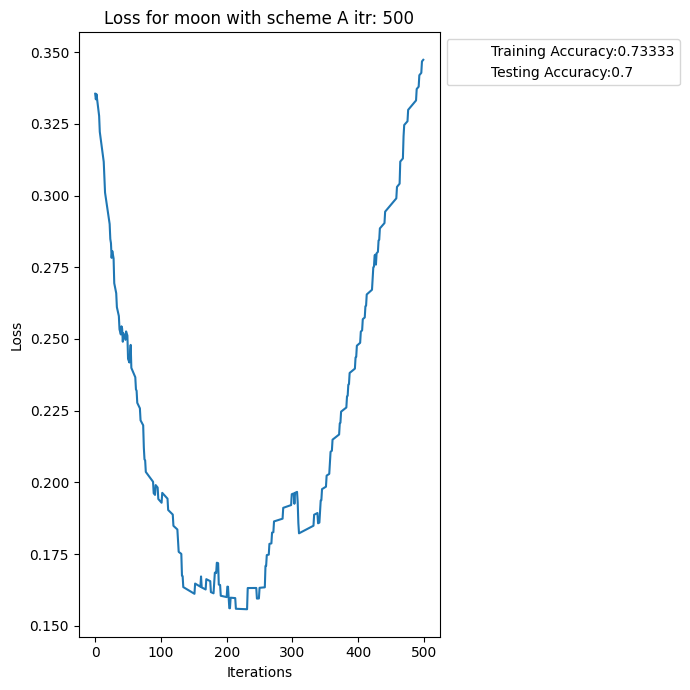 Loss for moon with scheme A itr: 500
Training Accuracy:0.73333
Testing Accuracy:0.7
0.350
0.325
0.300
0.275
0.250
0.225
0.200
0.175
0.150
Loss
0 100 200 300 400 500
Iterations